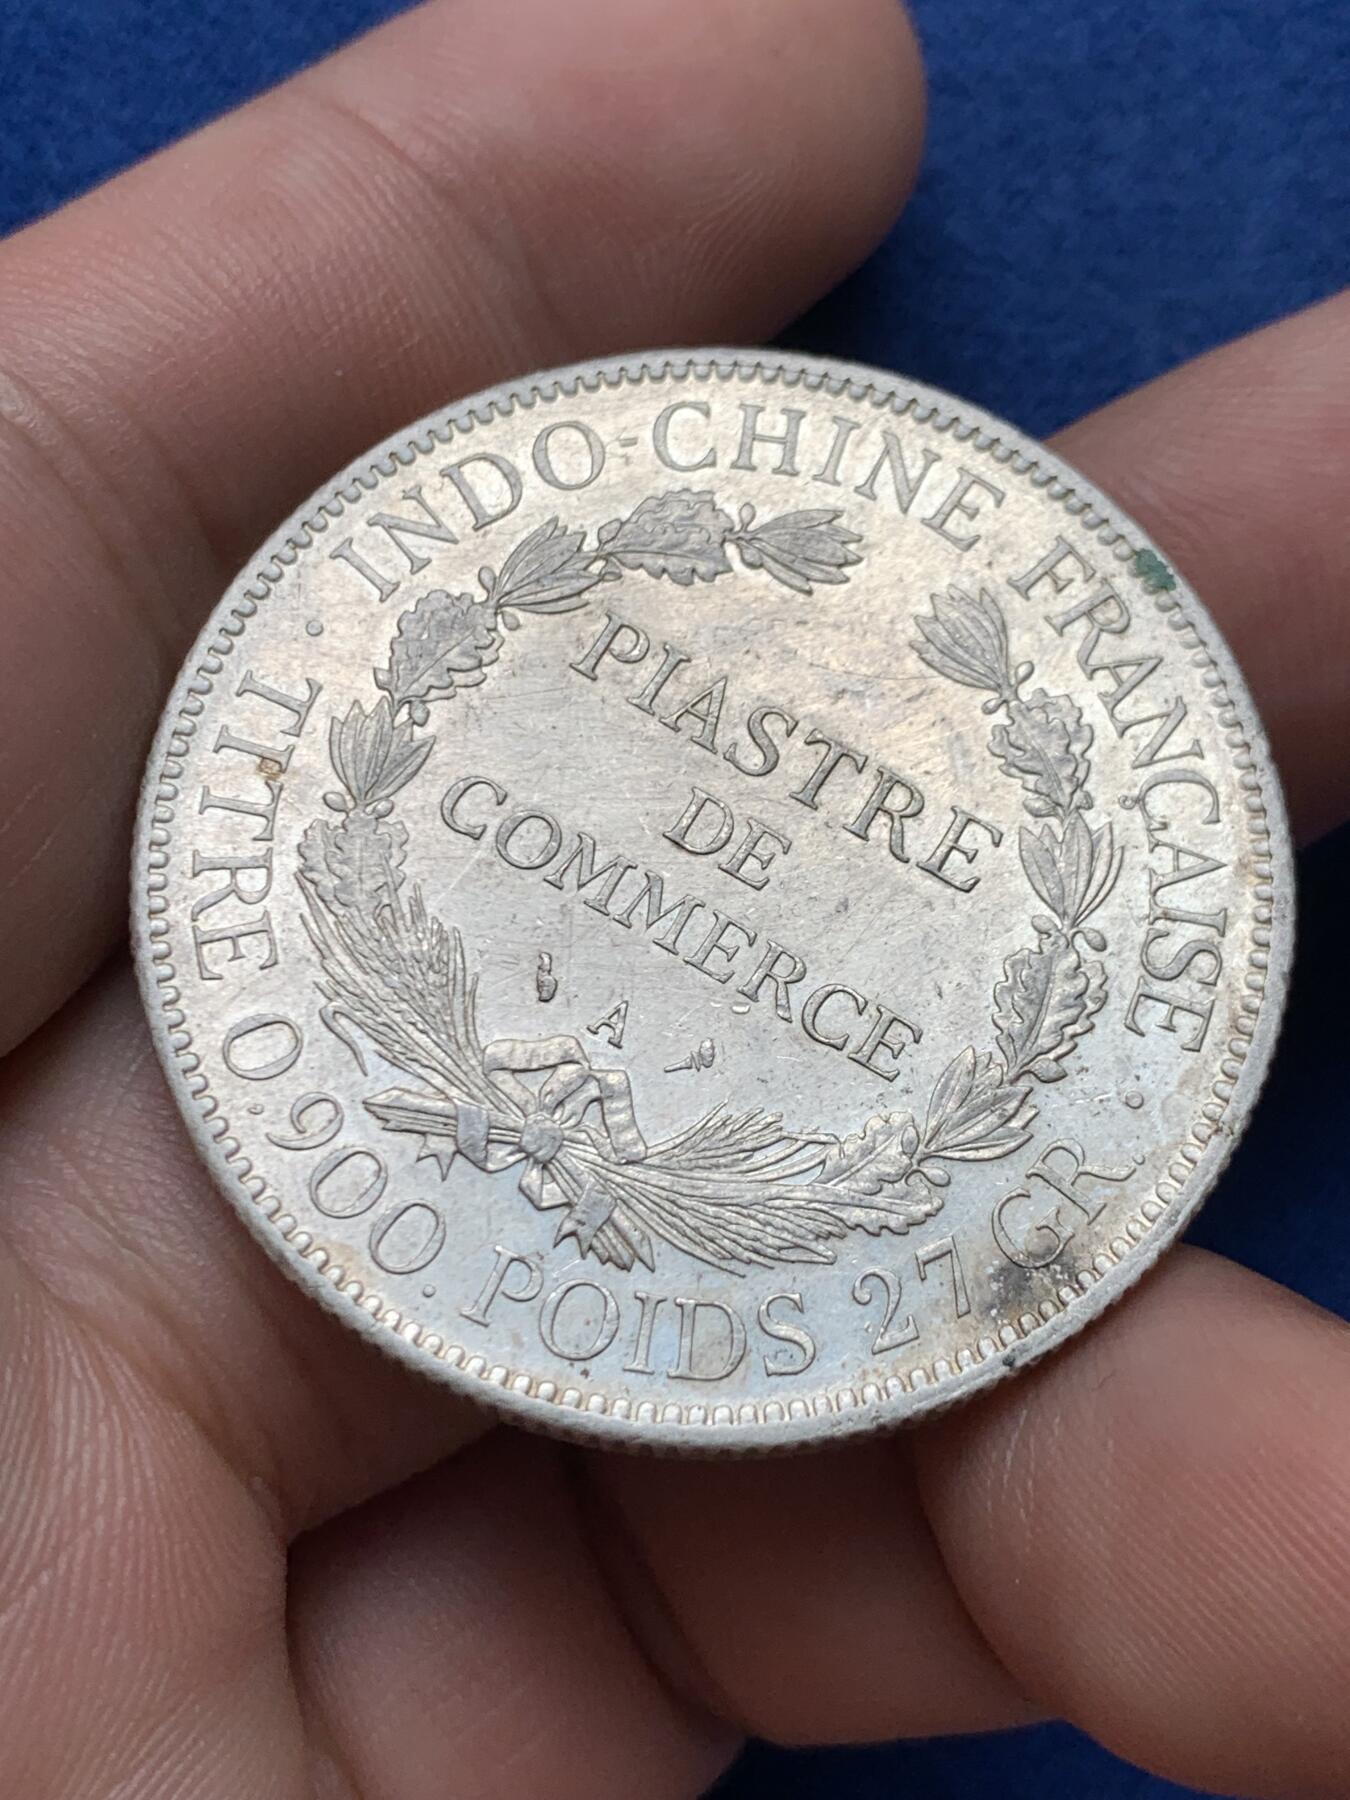 INDO-CHINE FRANÇAISE .
. TITRE 0,900. POIDS 27 GR.
PIASTRE
DE
COMMERCE
A